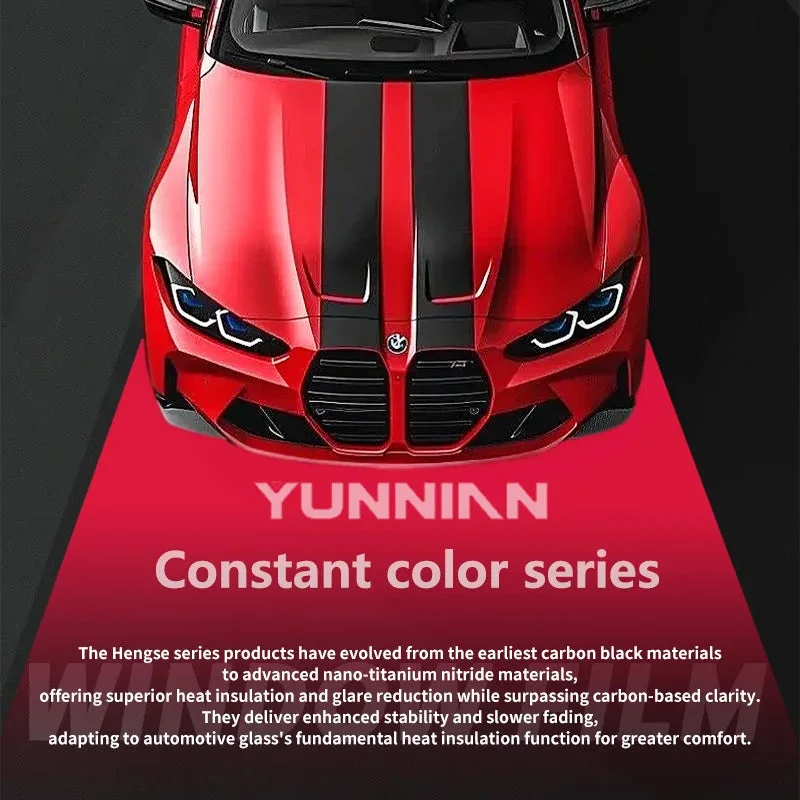 YUNNIAN
Constant color series
The Hengse series products have evolved from the earliest carbon black materials
to advanced nano-titanium nitride materials,
offering superior heat insulation and glare reduction while surpassing carbon-based clarity.
They deliver enhanced stability and slower fading,
adapting to automotive glass's fundamental heat insulation function for greater comfort.
WINDOW FILM